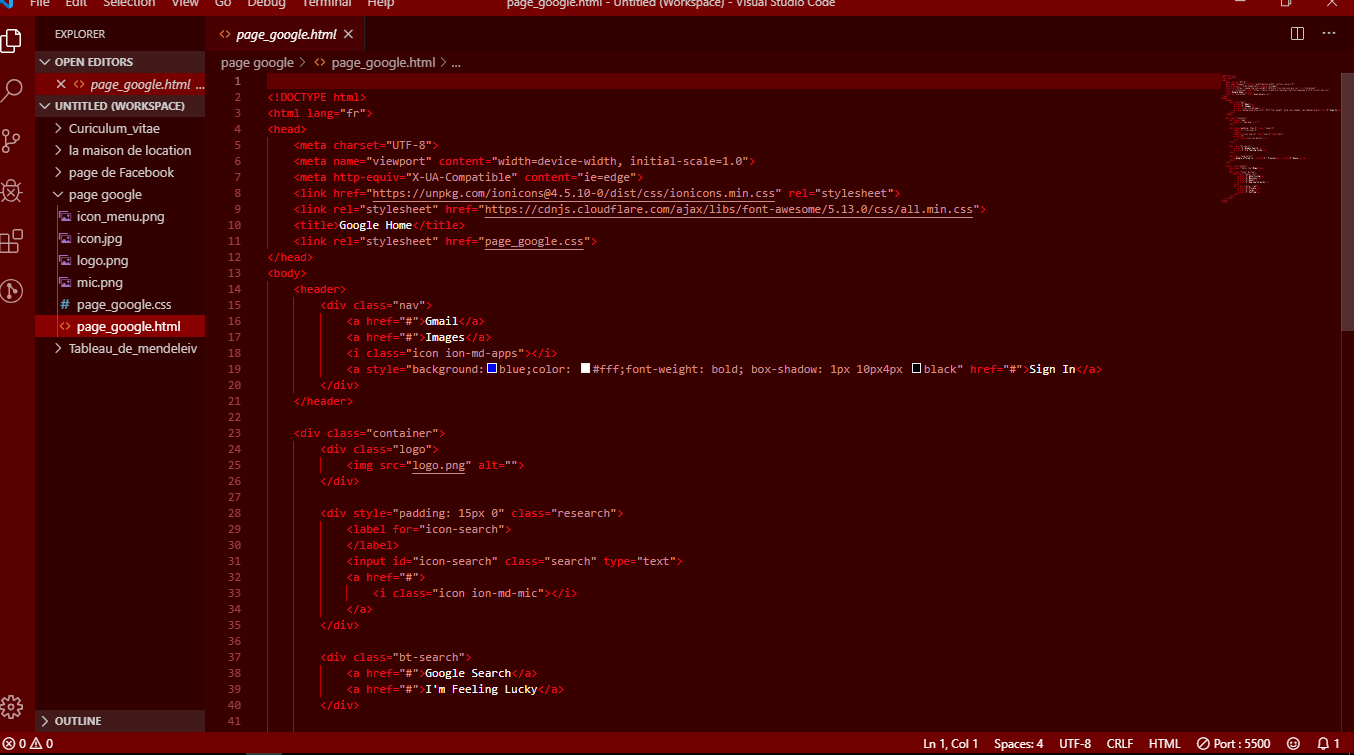 File Edit Selection View Go Debug Terminal Help page_google.html - Untitled (Workspace) - Visual Studio Code
EXPLORER
OPEN EDITORS
page_google.html ...
UNTITLED (WORKSPACE)
Curiculum_vitae
la maison de location
page de Facebook
page google
icon_menu.png
icon.jpg
logo.png
mic.png
page_google.css
page_google.html
Tableau_de_mendeleiv
OUTLINE
page_google.html
page google > page_google.html > ...
1
2 <!DOCTYPE html>
3 <html lang="fr">
4 <head>
5 <meta charset="UTF-8">
6 <meta name="viewport" content="width=device-width, initial-scale=1.0">
7 <meta http-equiv="X-UA-Compatible" content="ie=edge">
8 <link href="https://unpkg.com/ionicons@4.5.10-0/dist/css/ionicons.min.css" rel="stylesheet">
9 <link rel="stylesheet" href="https://cdnjs.cloudflare.com/ajax/libs/font-awesome/5.13.0/css/all.min.css">
10 <title>Google Home</title>
11 <link rel="stylesheet" href="page_google.css">
12 </head>
13 <body>
14 <header>
15 <div class="nav">
16 <a href="#">Gmail</a>
17 <a href="#">Images</a>
18 <i class="icon ion-md-apps"></i>
19 <a style="background:blue;color: #fff;font-weight: bold; box-shadow: 1px 10px4px black" href="#">Sign In</a>
20 </div>
21 </header>
22
23 <div class="container">
24 <div class="logo">
25 <img src="logo.png" alt="">
26 </div>
27
28 <div style="padding: 15px 0" class="research">
29 <label for="icon-search">
30 </label>
31 <input id="icon-search" class="search" type="text">
32 <a href="#">
33 <i class="icon ion-md-mic"></i>
34 </a>
35 </div>
36
37 <div class="bt-search">
38 <a href="#">Google Search</a>
39 <a href="#">I'm Feeling Lucky</a>
40 </div>
41
0 0 Ln 1, Col 1 Spaces: 4 UTF-8 CRLF HTML Port : 5500 1